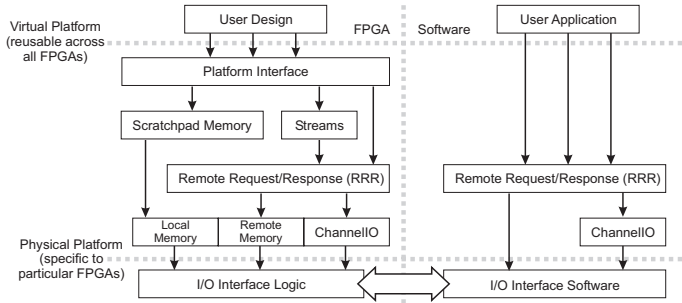 User Design
User Application
Virtual Platform
(reusable across
all FPGAs)
FPGA
Software
Platform Interface
Scratchpad Memory
Streams
Remote Request/Response (RRR)
Remote Request/Response (RRR)
Local
Memory
Remote
Memory
ChannelIO
ChannelIO
Physical Platform
(specific to
particular FPGAs)
I/O Interface Logic
I/O Interface Software